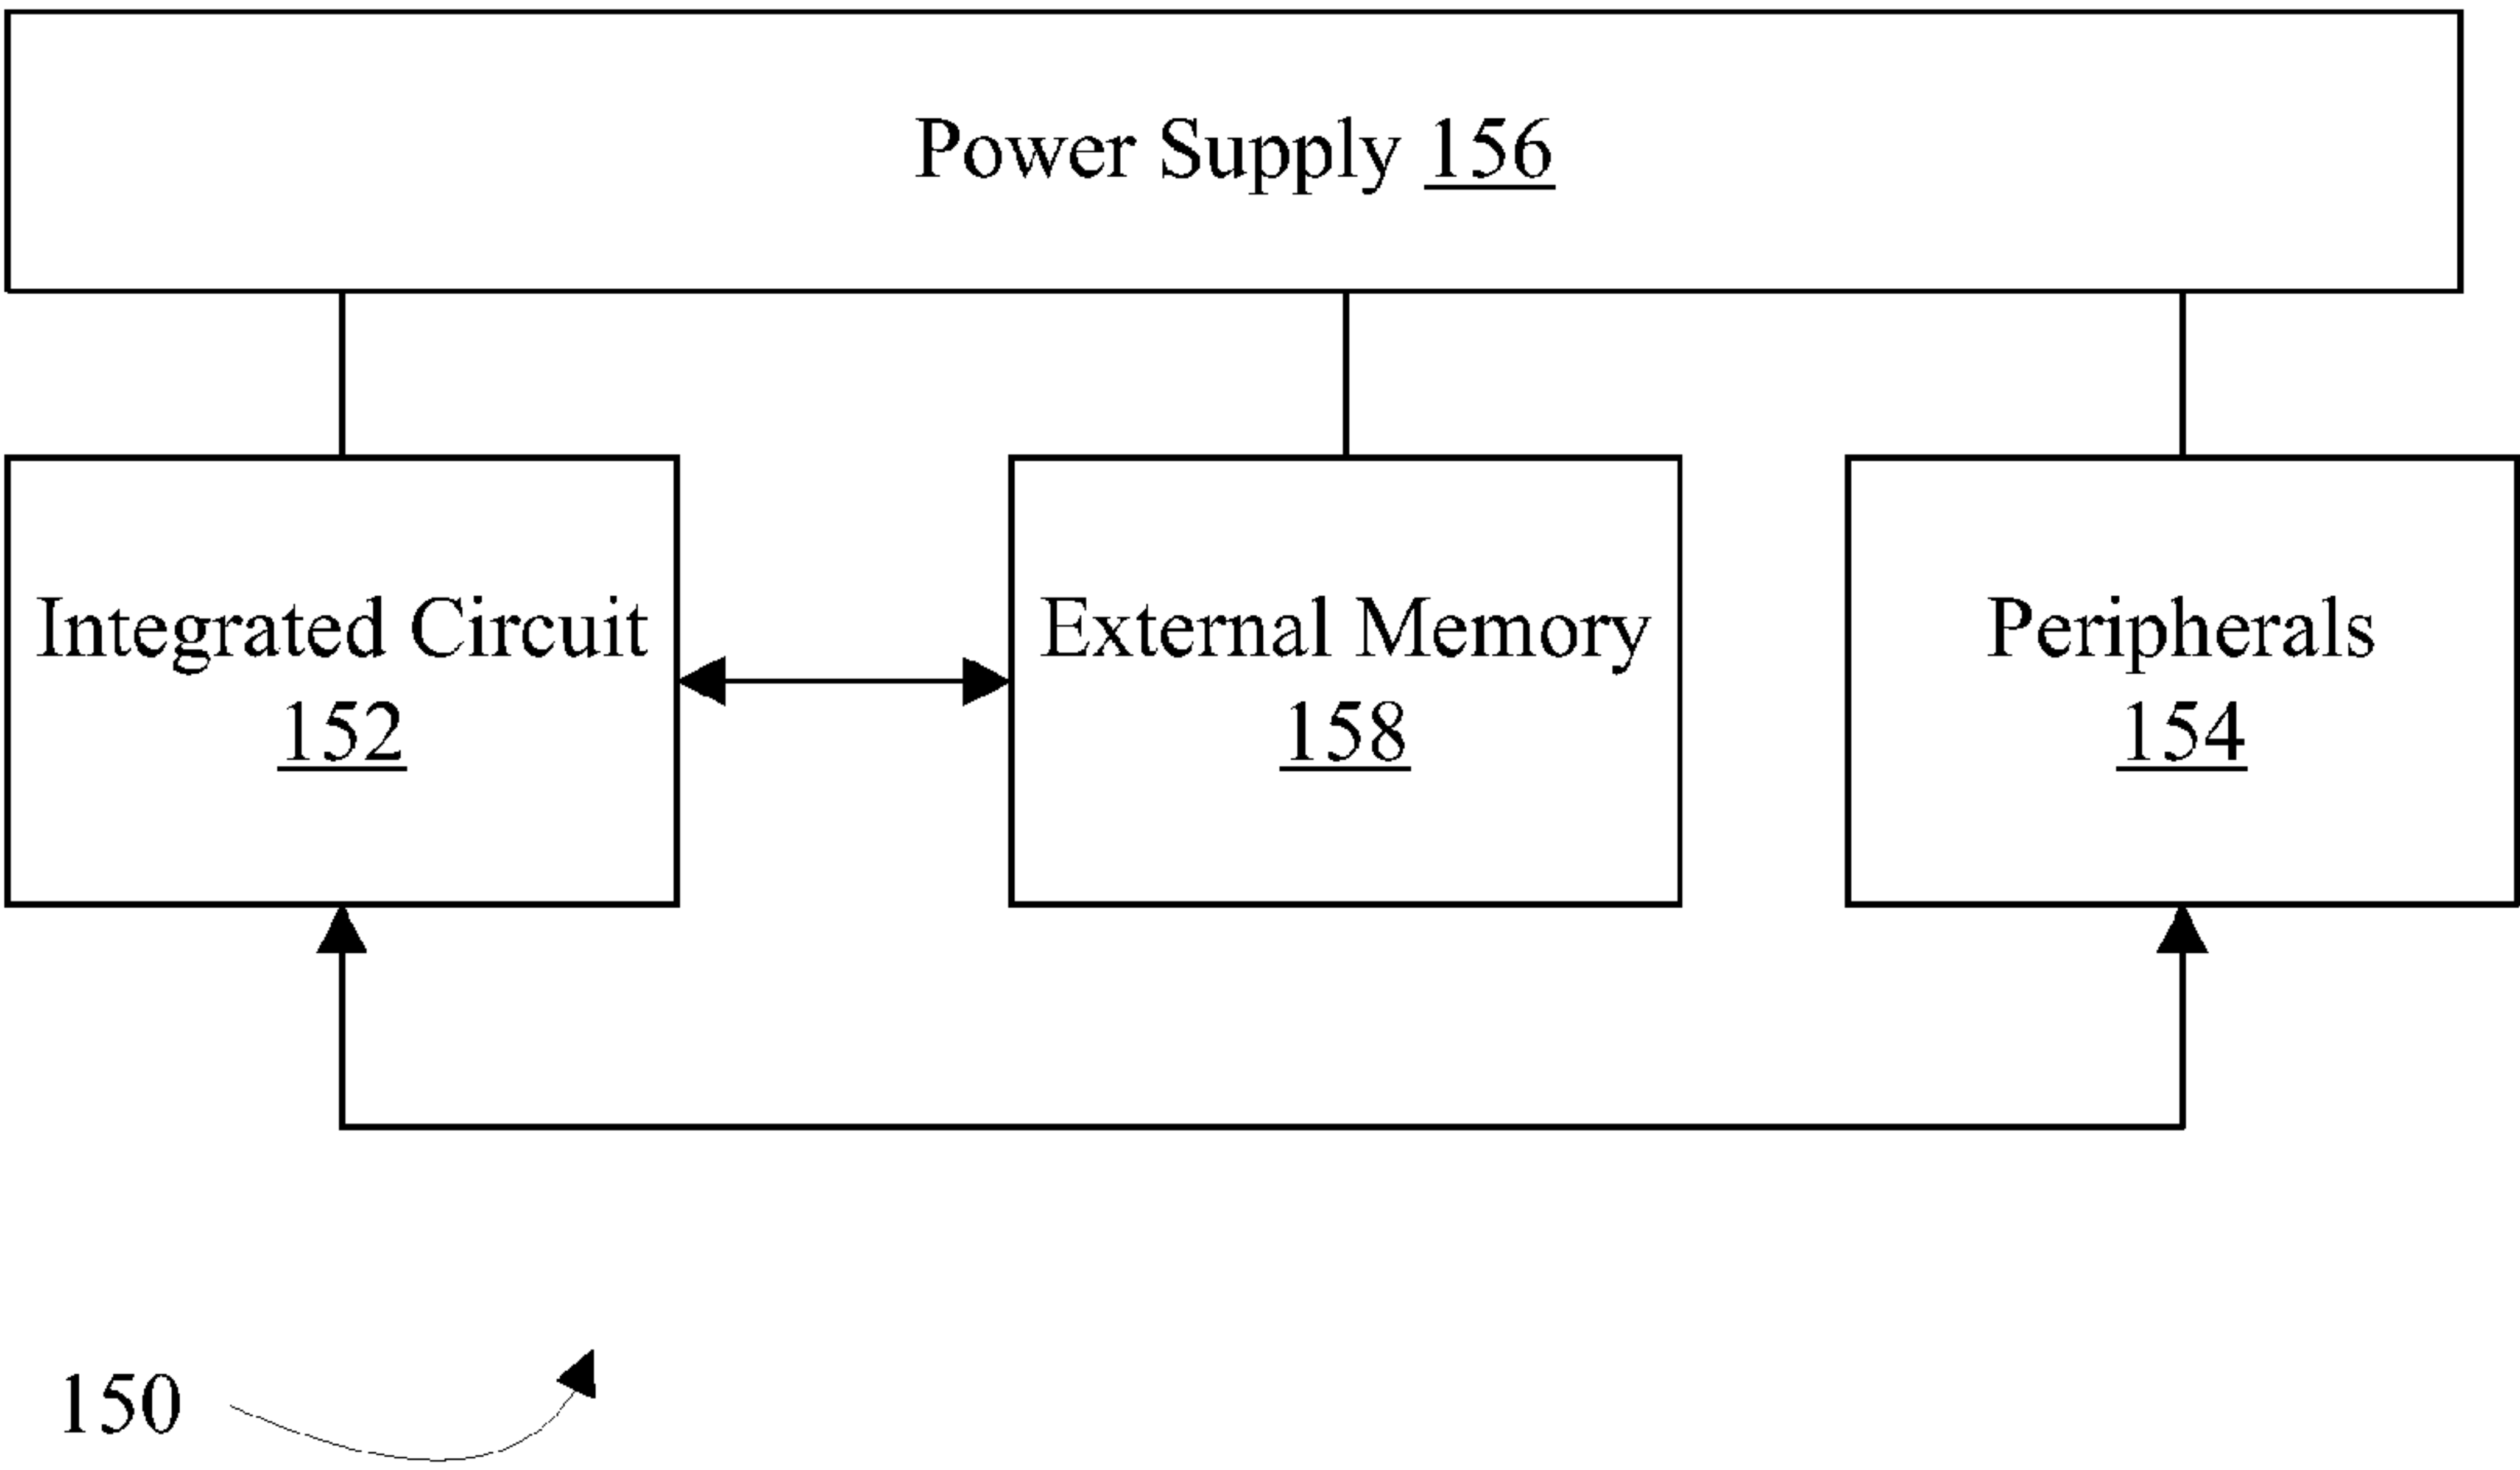 Power Supply 156
Integrated Circuit
152
External Memory
158
Peripherals
154
150